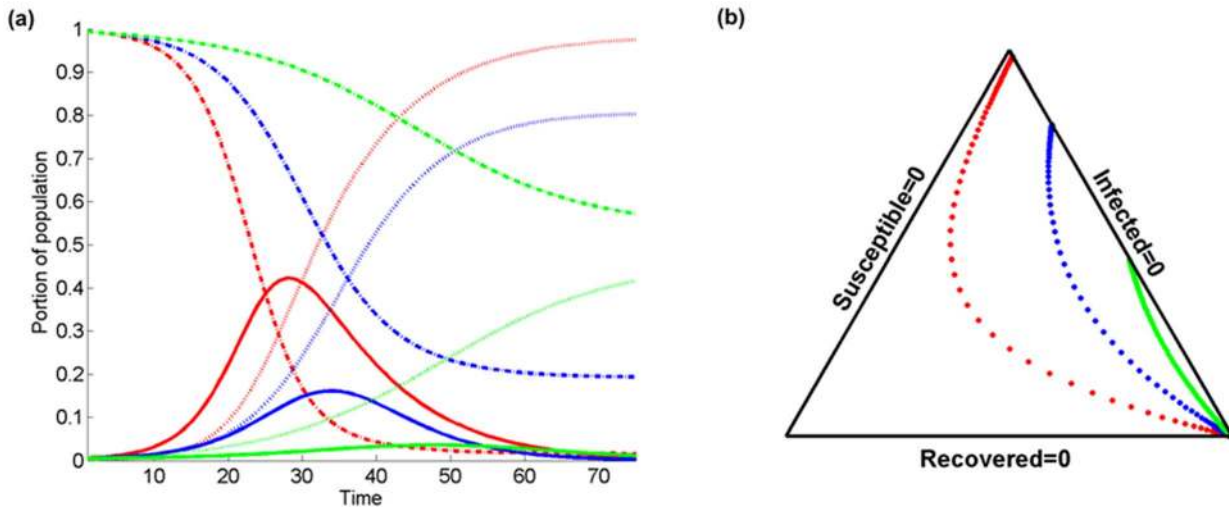 (a)
1
0.9
0.8
0.7
0.6
0.5
0.4
0.3
0.2
0.1
0
Portion of population
10 20 30 40 50 60 70
Time
(b)
Susceptible=0
Infected=0
Recovered=0